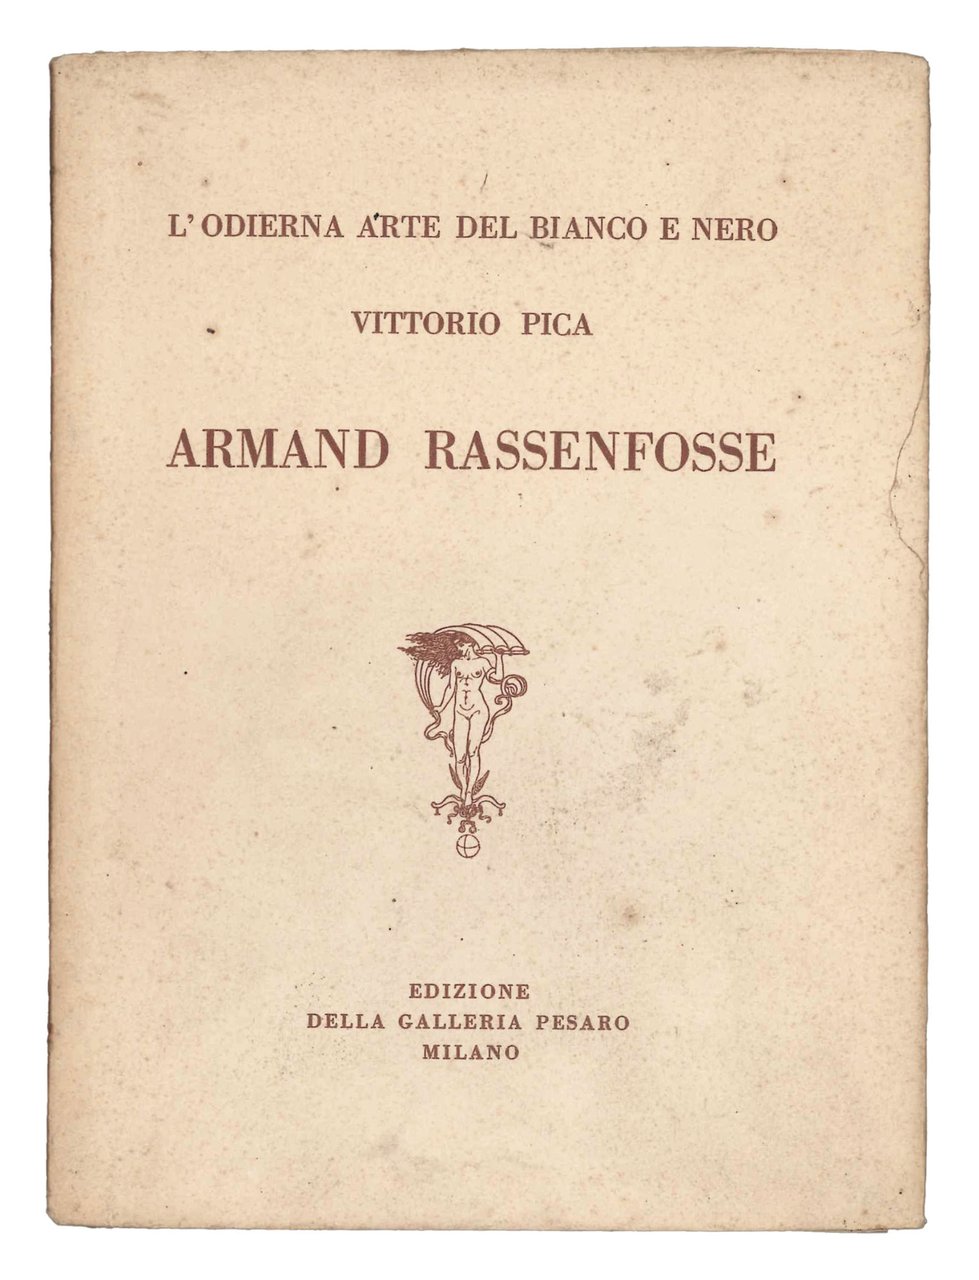 L' ODIERNA ARTE DEL BIANCO E NERO
VITTORIO PICA
ARMAND RASSENFOSSE
EDIZIONE
DELLA GALLERIA PESARO
MILANO